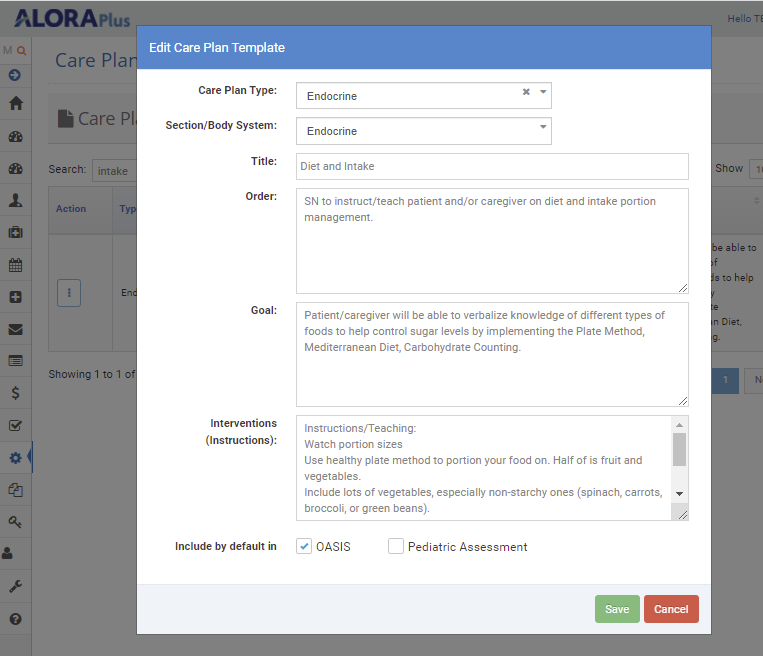 ALORAPlus
Hello TE
M
Care Plan
Edit Care Plan Template
Care Pl
Search: intake
Show 10
Action Typ
End
be able to
of
ds to help
y
te
an Diet,
g.
Showing 1 to 1 of
1 N
Care Plan Type: Endocrine
Section/Body System: Endocrine
Title: Diet and Intake
Order: SN to instruct/teach patient and/or caregiver on diet and intake portion
management.
Goal: Patient/caregiver will be able to verbalize knowledge of different types of
foods to help control sugar levels by implementing the Plate Method,
Mediterranean Diet, Carbohydrate Counting.
Interventions
(Instructions):
Instructions/Teaching:
Watch portion sizes
Use healthy plate method to portion your food on. Half of is fruit and
vegetables.
Include lots of vegetables, especially non-starchy ones (spinach, carrots,
broccoli, or green beans).
Include by default in OASIS Pediatric Assessment
Save Cancel